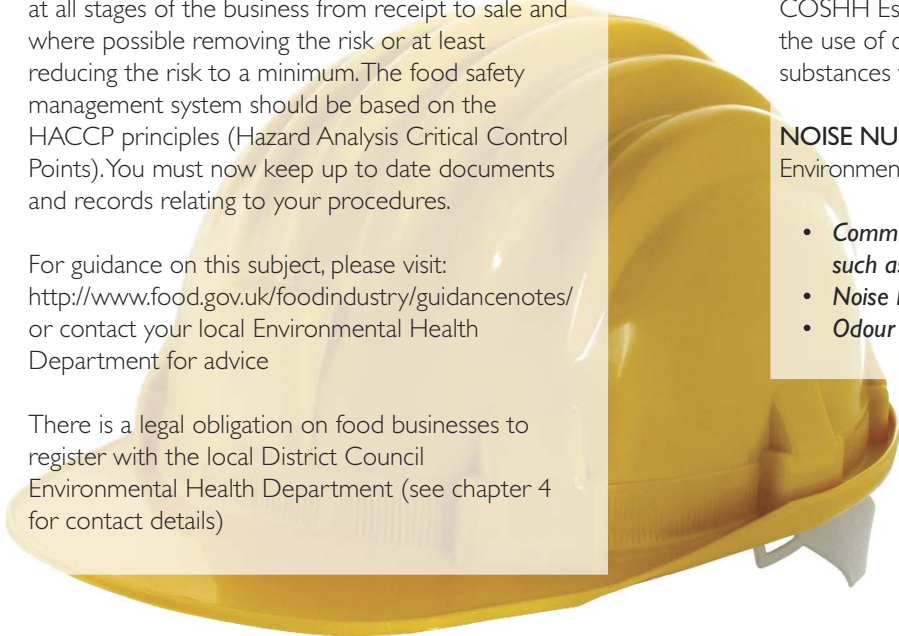 at all stages of the business from receipt to sale and
where possible removing the risk or at least
reducing the risk to a minimum. The food safety
management system should be based on the
HACCP principles (Hazard Analysis Critical Control
Points). You must now keep up to date documents
and records relating to your procedures.
For guidance on this subject, please visit:
http://www.food.gov.uk/foodindustry/guidancenotes/
or contact your local Environmental Health
Department for advice
There is a legal obligation on food businesses to
register with the local District Council
Environmental Health Department (see chapter 4
for contact details)
COSHH
the use of
substances
NOISE
• 
such as
• Noise
• Odour